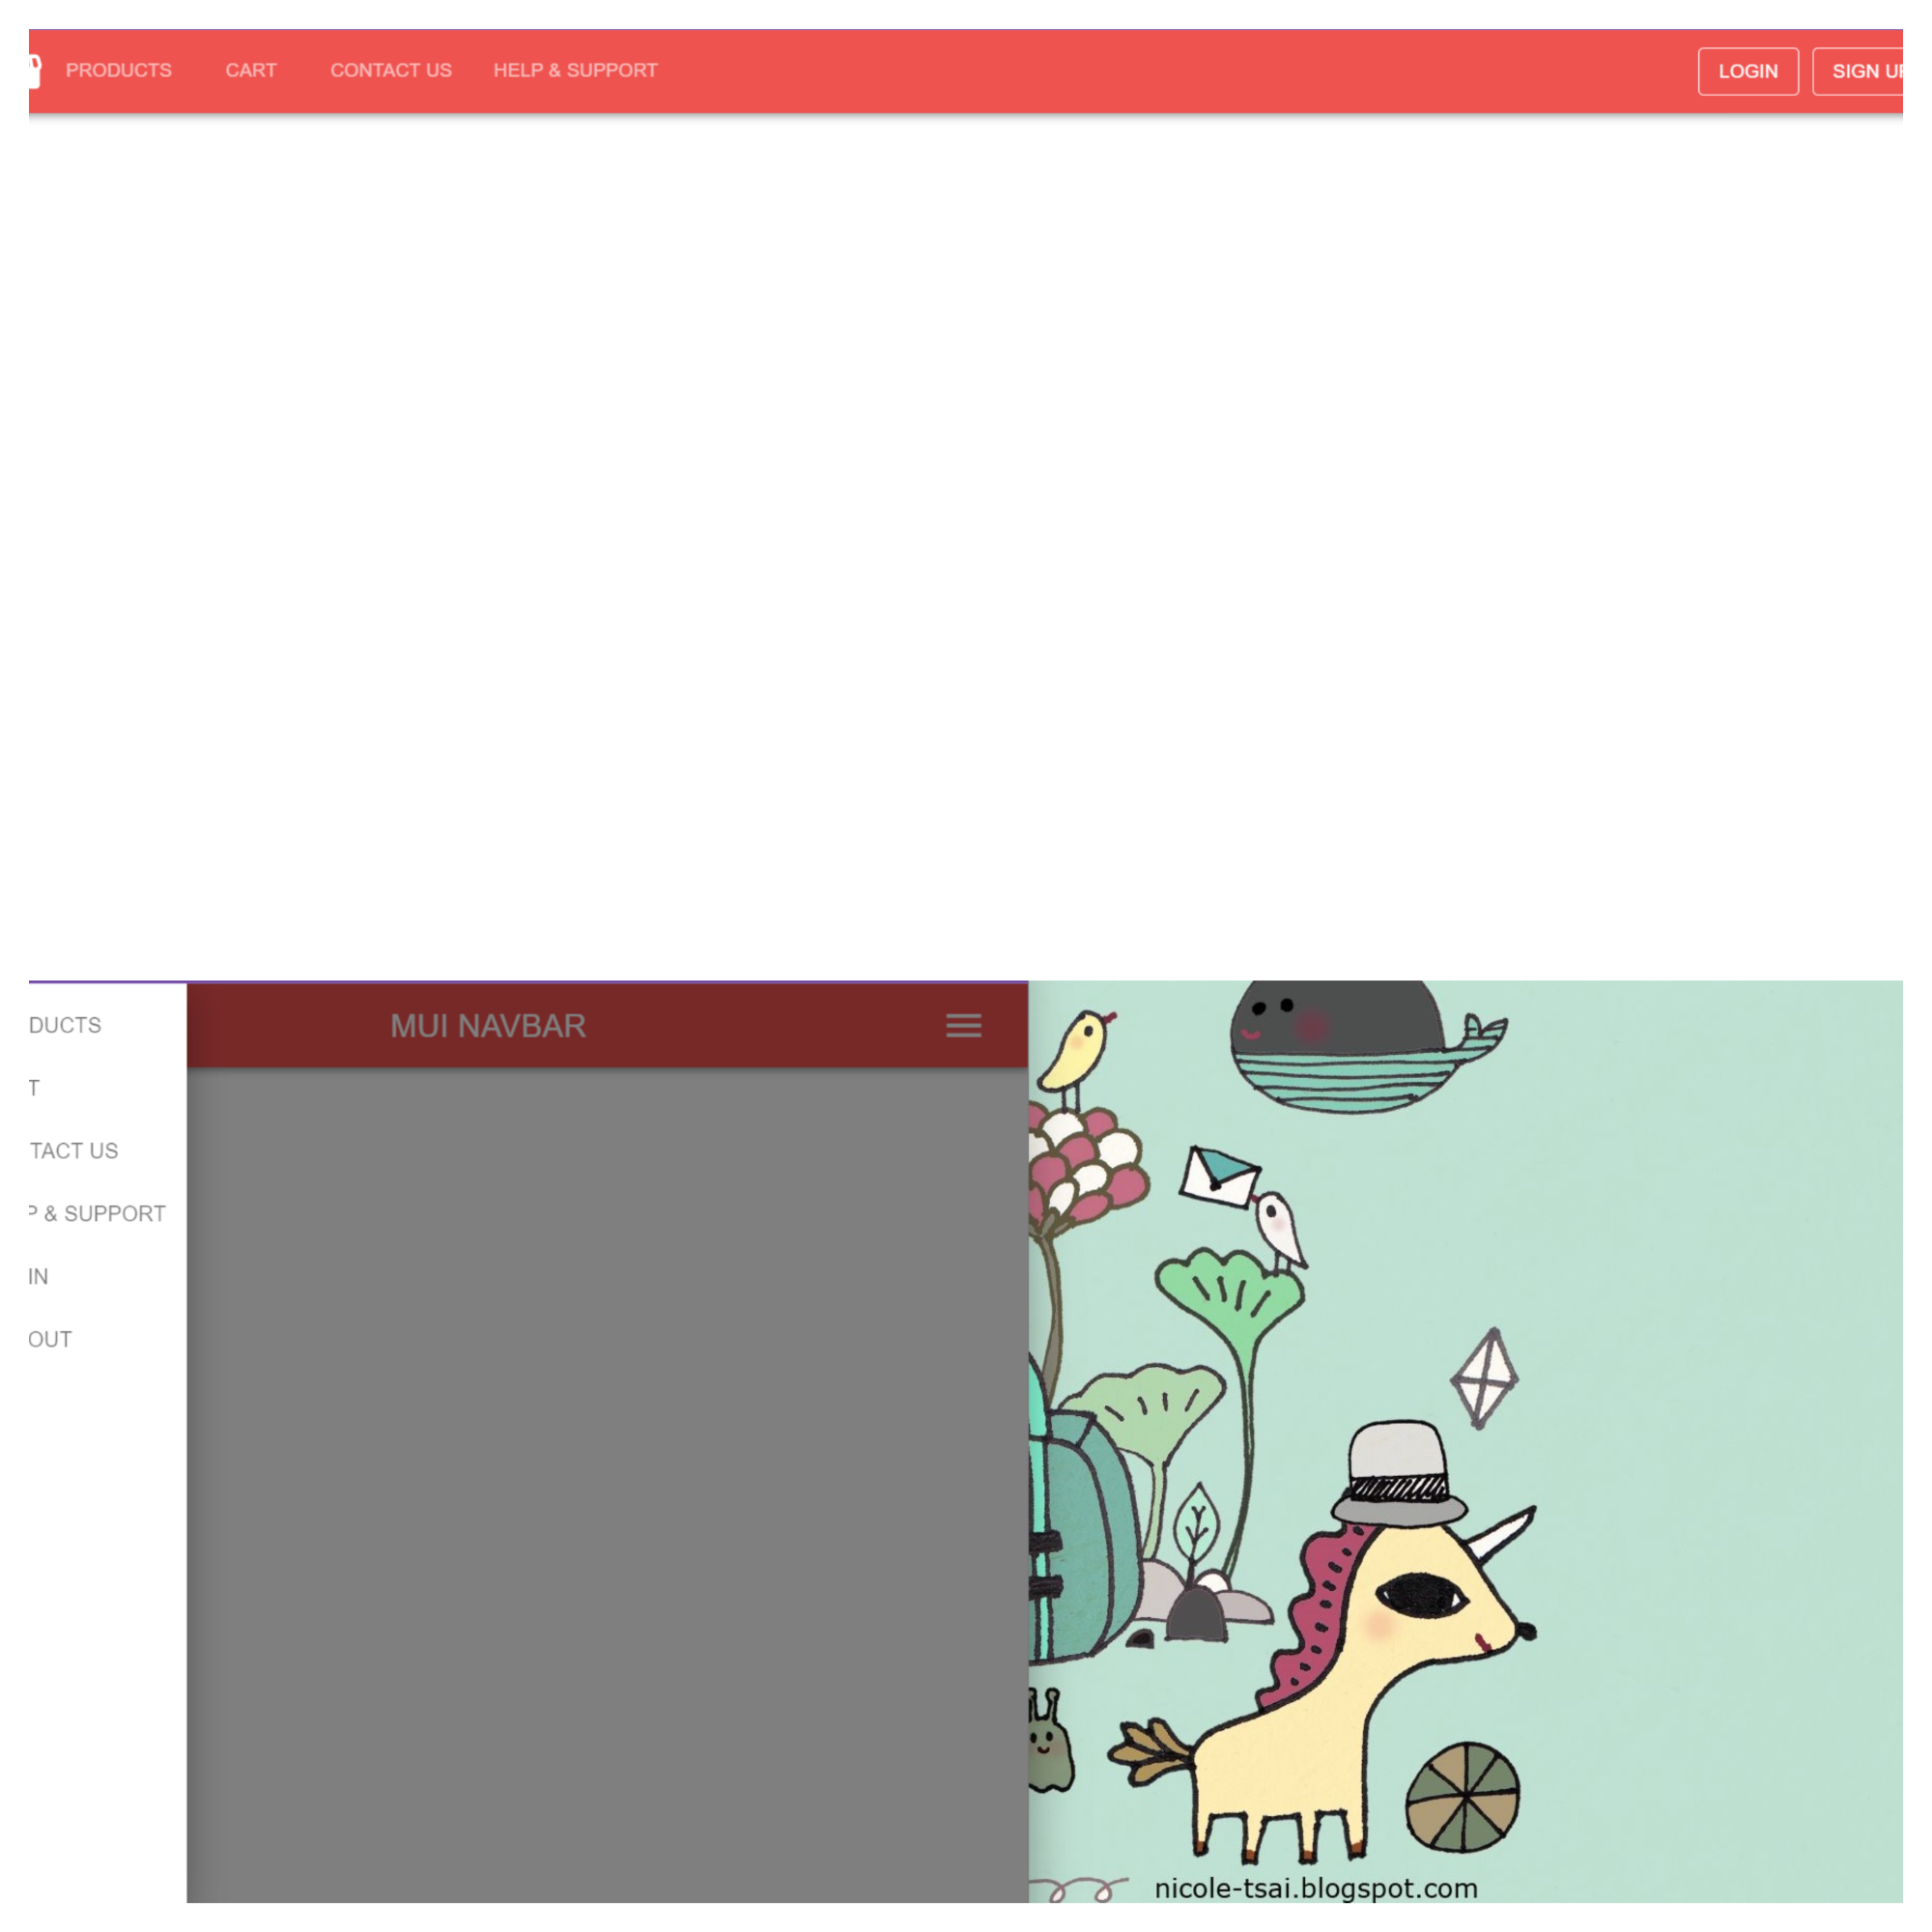 PRODUCTS CART CONTACT US HELP & SUPPORT LOGIN SIGN U
MUI NAVBAR
DUCTS
T
TACT US
P & SUPPORT
IN
OUT
nicole-tsai.blogspot.com